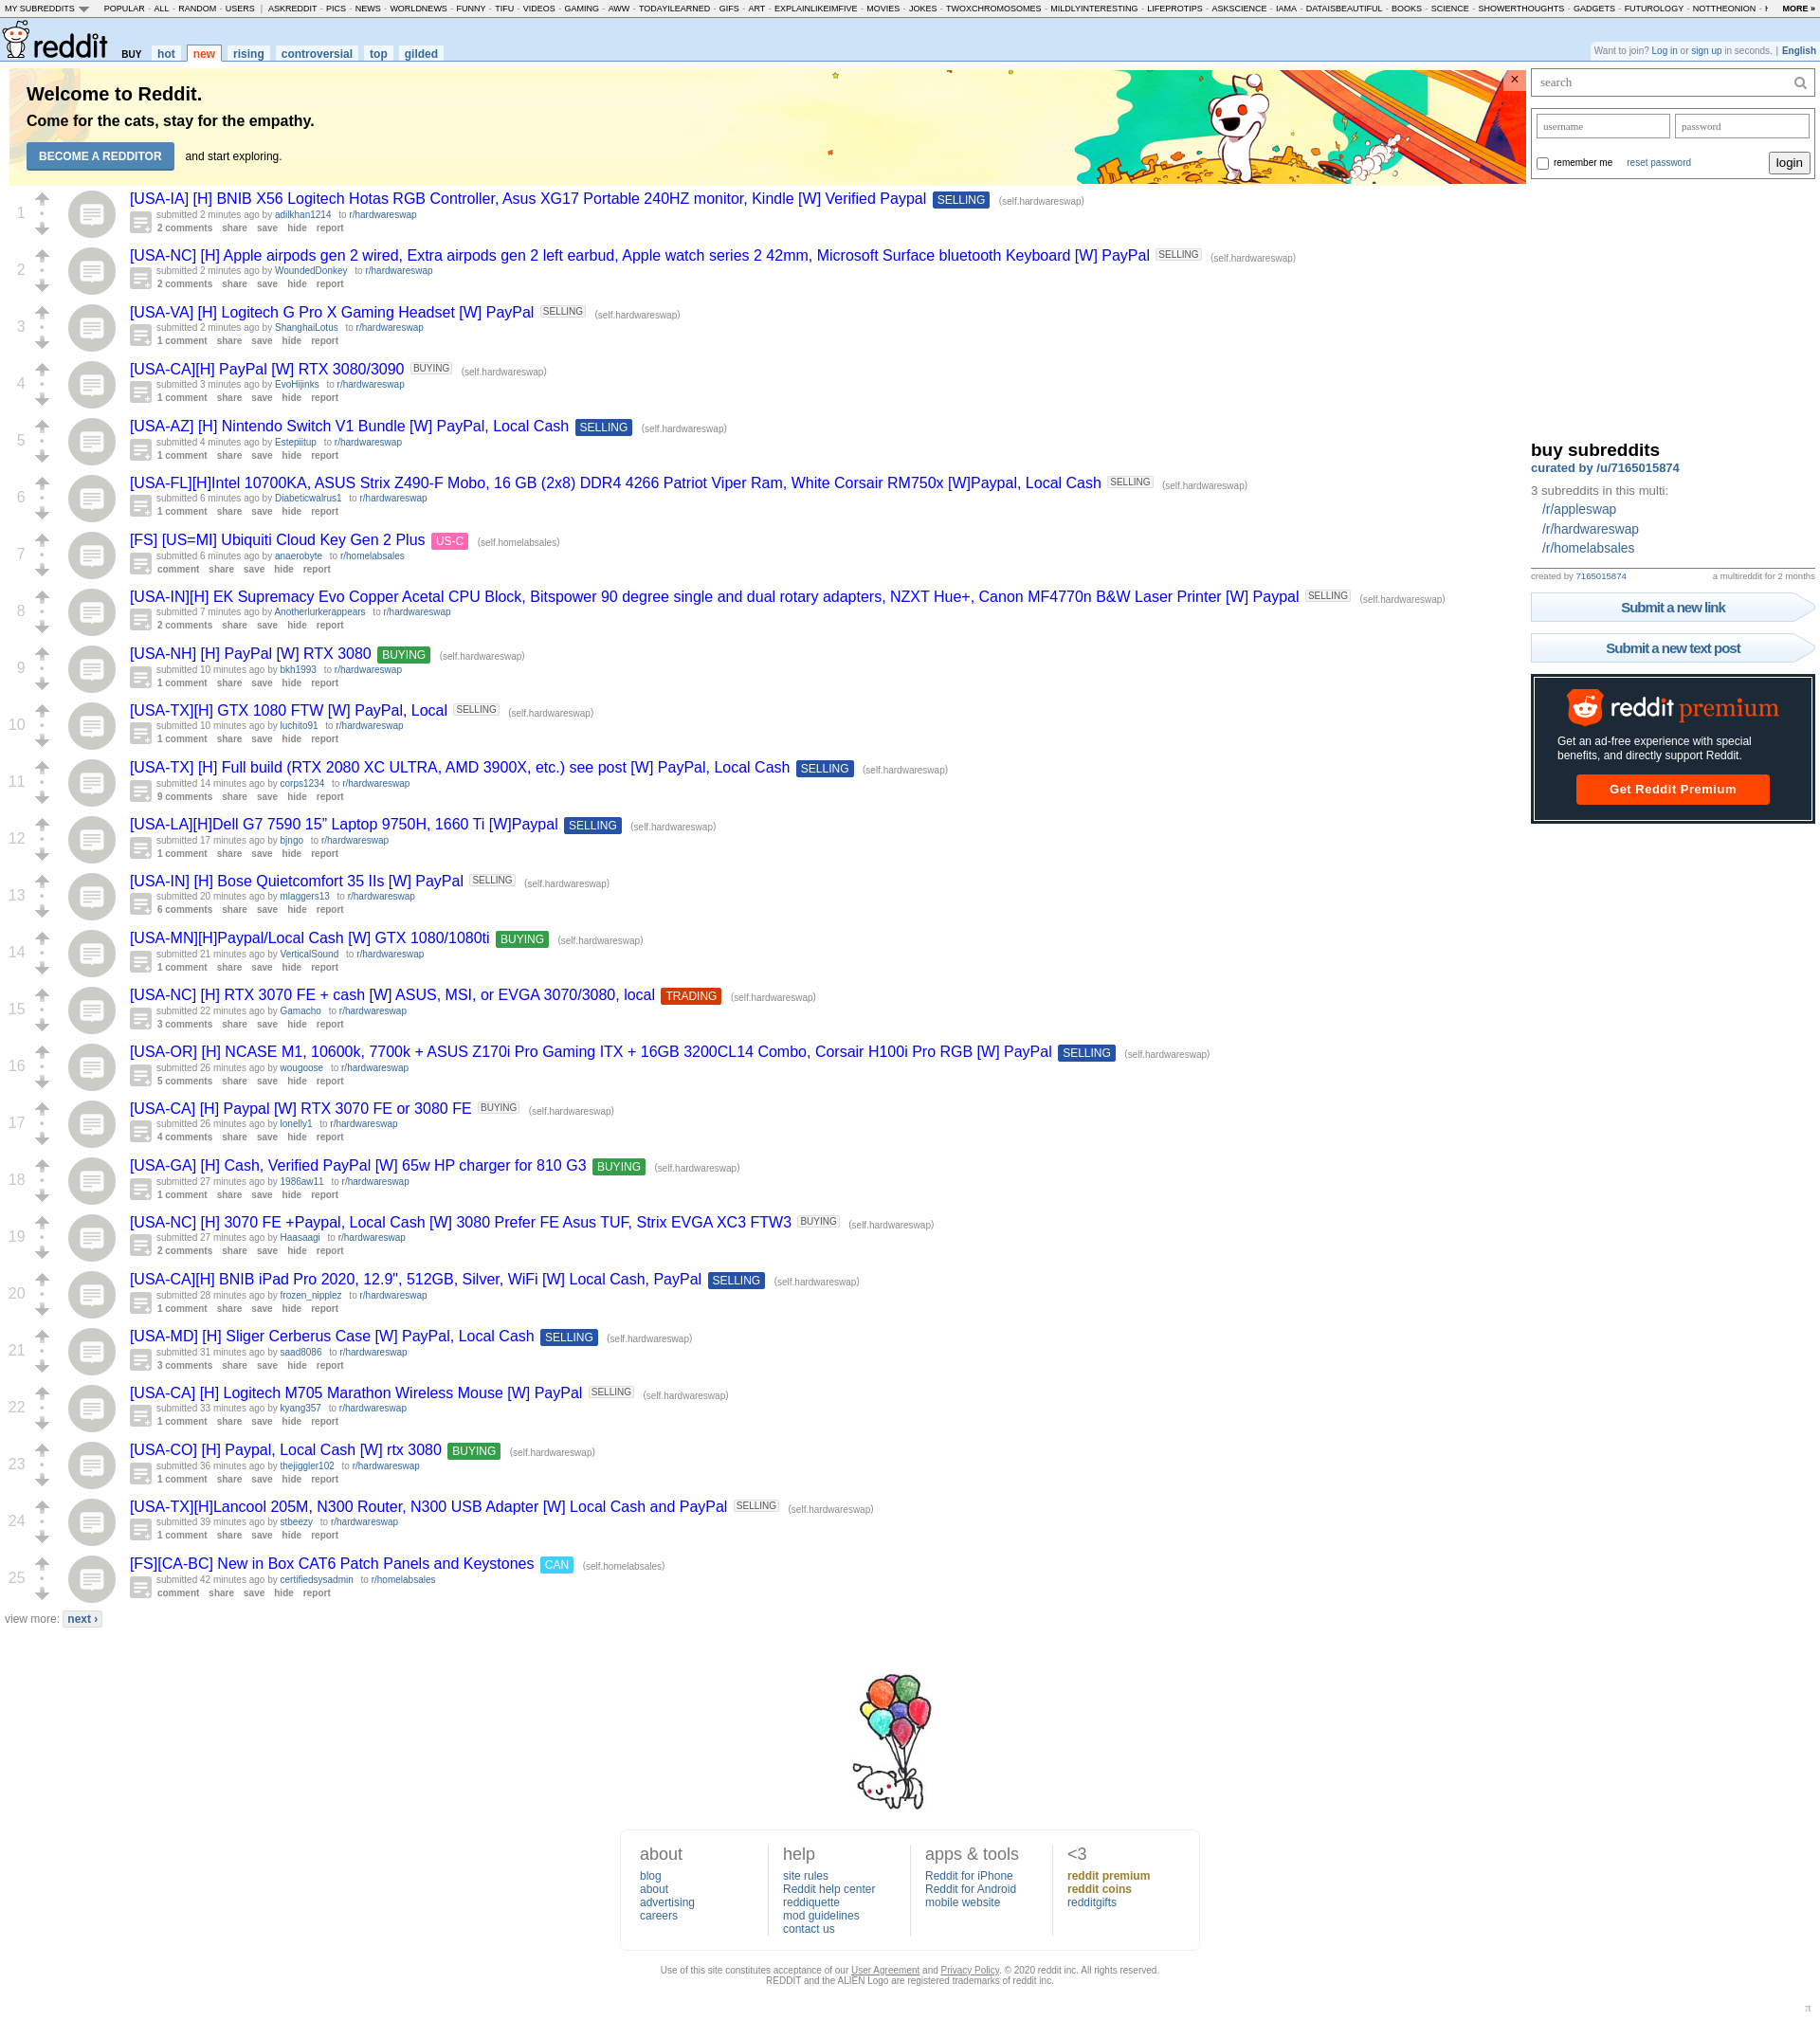 MY SUBREDDITS POPULAR - ALL - RANDOM - USERS | ASKREDDIT - PICS - NEWS - WORLDNEWS - FUNNY - TIFU - VIDEOS - GAMING - AWW - TODAYILEARNED - GIFS - ART - EXPLAINLIKEIMFIVE - MOVIES - JOKES - TWOXCHROMOSOMES - MILDLYINTERESTING - LIFEPROTIPS - ASKSCIENCE - IAMA - DATAISBEAUTIFUL - BOOKS - SCIENCE - SHOWERTHOUGHTS - GADGETS - FUTUROLOGY - NOTTHEONION - MORE »
reddit BUY hot new rising controversial top gilded
Want to join? Log in or sign up in seconds. | English
Welcome to Reddit.
Come for the cats, stay for the empathy.
BECOME A REDDITOR and start exploring.
×
search
username password
remember me reset password login
1 [USA-IA] [H] BNIB X56 Logitech Hotas RGB Controller, Asus XG17 Portable 240HZ monitor, Kindle [W] Verified Paypal SELLING (self.hardwareswap)
submitted 2 minutes ago by adilkhan1214 to r/hardwareswap
2 comments share save hide report
2 [USA-NC] [H] Apple airpods gen 2 wired, Extra airpods gen 2 left earbud, Apple watch series 2 42mm, Microsoft Surface bluetooth Keyboard [W] PayPal SELLING (self.hardwareswap)
submitted 2 minutes ago by WoundedDonkey to r/hardwareswap
2 comments share save hide report
3 [USA-VA] [H] Logitech G Pro X Gaming Headset [W] PayPal SELLING (self.hardwareswap)
submitted 2 minutes ago by ShanghaiLotus to r/hardwareswap
1 comment share save hide report
4 [USA-CA][H] PayPal [W] RTX 3080/3090 BUYING (self.hardwareswap)
submitted 3 minutes ago by EvoHijinks to r/hardwareswap
1 comment share save hide report
5 [USA-AZ] [H] Nintendo Switch V1 Bundle [W] PayPal, Local Cash SELLING (self.hardwareswap)
submitted 4 minutes ago by Estepiitup to r/hardwareswap
1 comment share save hide report
6 [USA-FL][H]Intel 10700KA, ASUS Strix Z490-F Mobo, 16 GB (2x8) DDR4 4266 Patriot Viper Ram, White Corsair RM750x [W]Paypal, Local Cash SELLING (self.hardwareswap)
submitted 6 minutes ago by Diabeticwalrus1 to r/hardwareswap
1 comment share save hide report
7 [FS] [US=MI] Ubiquiti Cloud Key Gen 2 Plus US-C (self.homelabsales)
submitted 6 minutes ago by anaerobyte to r/homelabsales
comment share save hide report
8 [USA-IN][H] EK Supremacy Evo Copper Acetal CPU Block, Bitspower 90 degree single and dual rotary adapters, NZXT Hue+, Canon MF4770n B&W Laser Printer [W] Paypal SELLING (self.hardwareswap)
submitted 7 minutes ago by Anotherlurkerappears to r/hardwareswap
2 comments share save hide report
9 [USA-NH] [H] PayPal [W] RTX 3080 BUYING (self.hardwareswap)
submitted 10 minutes ago by bkh1993 to r/hardwareswap
1 comment share save hide report
10 [USA-TX][H] GTX 1080 FTW [W] PayPal, Local SELLING (self.hardwareswap)
submitted 10 minutes ago by luchito91 to r/hardwareswap
1 comment share save hide report
11 [USA-TX] [H] Full build (RTX 2080 XC ULTRA, AMD 3900X, etc.) see post [W] PayPal, Local Cash SELLING (self.hardwareswap)
submitted 14 minutes ago by corps1234 to r/hardwareswap
9 comments share save hide report
12 [USA-LA][H]Dell G7 7590 15” Laptop 9750H, 1660 Ti [W]Paypal SELLING (self.hardwareswap)
submitted 17 minutes ago by bjngo to r/hardwareswap
1 comment share save hide report
13 [USA-IN] [H] Bose Quietcomfort 35 IIs [W] PayPal SELLING (self.hardwareswap)
submitted 20 minutes ago by mlaggers13 to r/hardwareswap
6 comments share save hide report
14 [USA-MN][H]Paypal/Local Cash [W] GTX 1080/1080ti BUYING (self.hardwareswap)
submitted 21 minutes ago by VerticalSound to r/hardwareswap
1 comment share save hide report
15 [USA-NC] [H] RTX 3070 FE + cash [W] ASUS, MSI, or EVGA 3070/3080, local TRADING (self.hardwareswap)
submitted 22 minutes ago by Gamacho to r/hardwareswap
3 comments share save hide report
16 [USA-OR] [H] NCASE M1, 10600k, 7700k + ASUS Z170i Pro Gaming ITX + 16GB 3200CL14 Combo, Corsair H100i Pro RGB [W] PayPal SELLING (self.hardwareswap)
submitted 26 minutes ago by wougoose to r/hardwareswap
5 comments share save hide report
17 [USA-CA] [H] Paypal [W] RTX 3070 FE or 3080 FE BUYING (self.hardwareswap)
submitted 26 minutes ago by lonelly1 to r/hardwareswap
4 comments share save hide report
18 [USA-GA] [H] Cash, Verified PayPal [W] 65w HP charger for 810 G3 BUYING (self.hardwareswap)
submitted 27 minutes ago by 1986aw11 to r/hardwareswap
1 comment share save hide report
19 [USA-NC] [H] 3070 FE +Paypal, Local Cash [W] 3080 Prefer FE Asus TUF, Strix EVGA XC3 FTW3 BUYING (self.hardwareswap)
submitted 27 minutes ago by Haasaagi to r/hardwareswap
2 comments share save hide report
20 [USA-CA][H] BNIB iPad Pro 2020, 12.9", 512GB, Silver, WiFi [W] Local Cash, PayPal SELLING (self.hardwareswap)
submitted 28 minutes ago by frozen_nipplez to r/hardwareswap
1 comment share save hide report
21 [USA-MD] [H] Sliger Cerberus Case [W] PayPal, Local Cash SELLING (self.hardwareswap)
submitted 31 minutes ago by saad8086 to r/hardwareswap
3 comments share save hide report
22 [USA-CA] [H] Logitech M705 Marathon Wireless Mouse [W] PayPal SELLING (self.hardwareswap)
submitted 33 minutes ago by kyang357 to r/hardwareswap
1 comment share save hide report
23 [USA-CO] [H] Paypal, Local Cash [W] rtx 3080 BUYING (self.hardwareswap)
submitted 36 minutes ago by thejiggler102 to r/hardwareswap
1 comment share save hide report
24 [USA-TX][H]Lancool 205M, N300 Router, N300 USB Adapter [W] Local Cash and PayPal SELLING (self.hardwareswap)
submitted 39 minutes ago by stbeezy to r/hardwareswap
1 comment share save hide report
25 [FS][CA-BC] New in Box CAT6 Patch Panels and Keystones CAN (self.homelabsales)
submitted 42 minutes ago by certifiedsysadmin to r/homelabsales
comment share save hide report
view more: next ›
buy subreddits
curated by /u/7165015874
3 subreddits in this multi:
/r/appleswap
/r/hardwareswap
/r/homelabsales
created by 7165015874 a multireddit for 2 months
Submit a new link
Submit a new text post
reddit premium
Get an ad-free experience with special
benefits, and directly support Reddit.
Get Reddit Premium
about
blog
about
advertising
careers
help
site rules
Reddit help center
reddiquette
mod guidelines
contact us
apps & tools
Reddit for iPhone
Reddit for Android
mobile website
<3
reddit premium
reddit coins
redditgifts
Use of this site constitutes acceptance of our User Agreement and Privacy Policy. © 2020 reddit inc. All rights reserved.
REDDIT and the ALIEN Logo are registered trademarks of reddit inc.
π